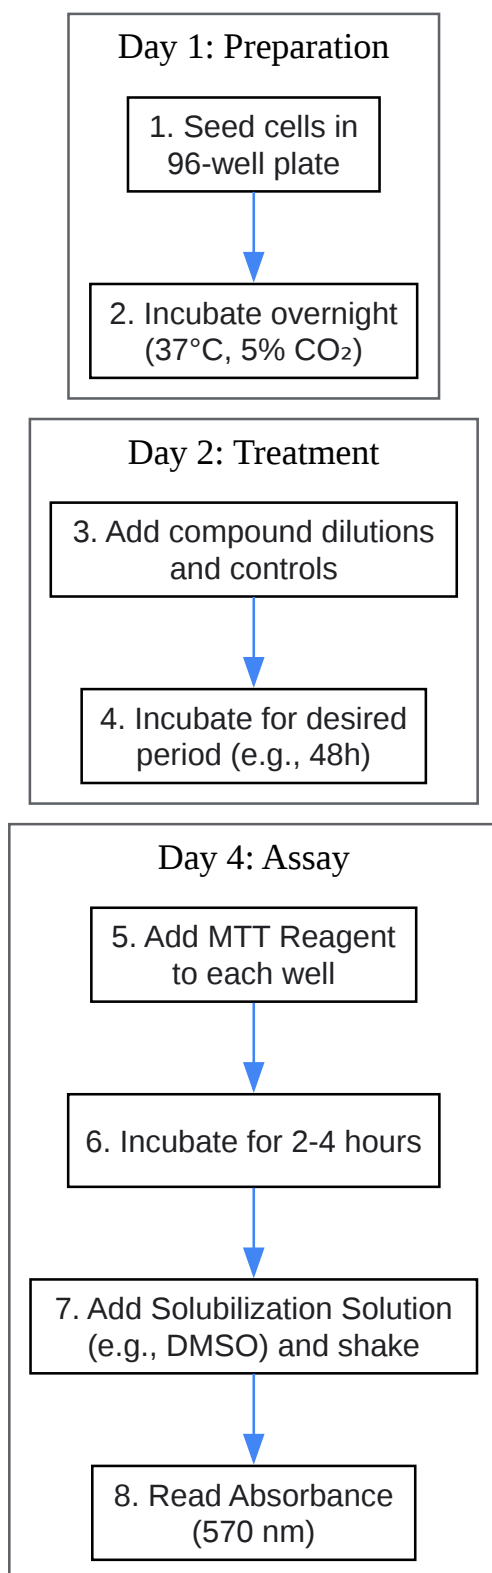 Day 1: Preparation
1. Seed cells in
96-well plate
2. Incubate overnight
(37°C, 5% CO₂)
Day 2: Treatment
3. Add compound dilutions
and controls
4. Incubate for desired
period (e.g., 48h)
Day 4: Assay
5. Add MTT Reagent
to each well
6. Incubate for 2-4 hours
7. Add Solubilization Solution
(e.g., DMSO) and shake
8. Read Absorbance
(570 nm)